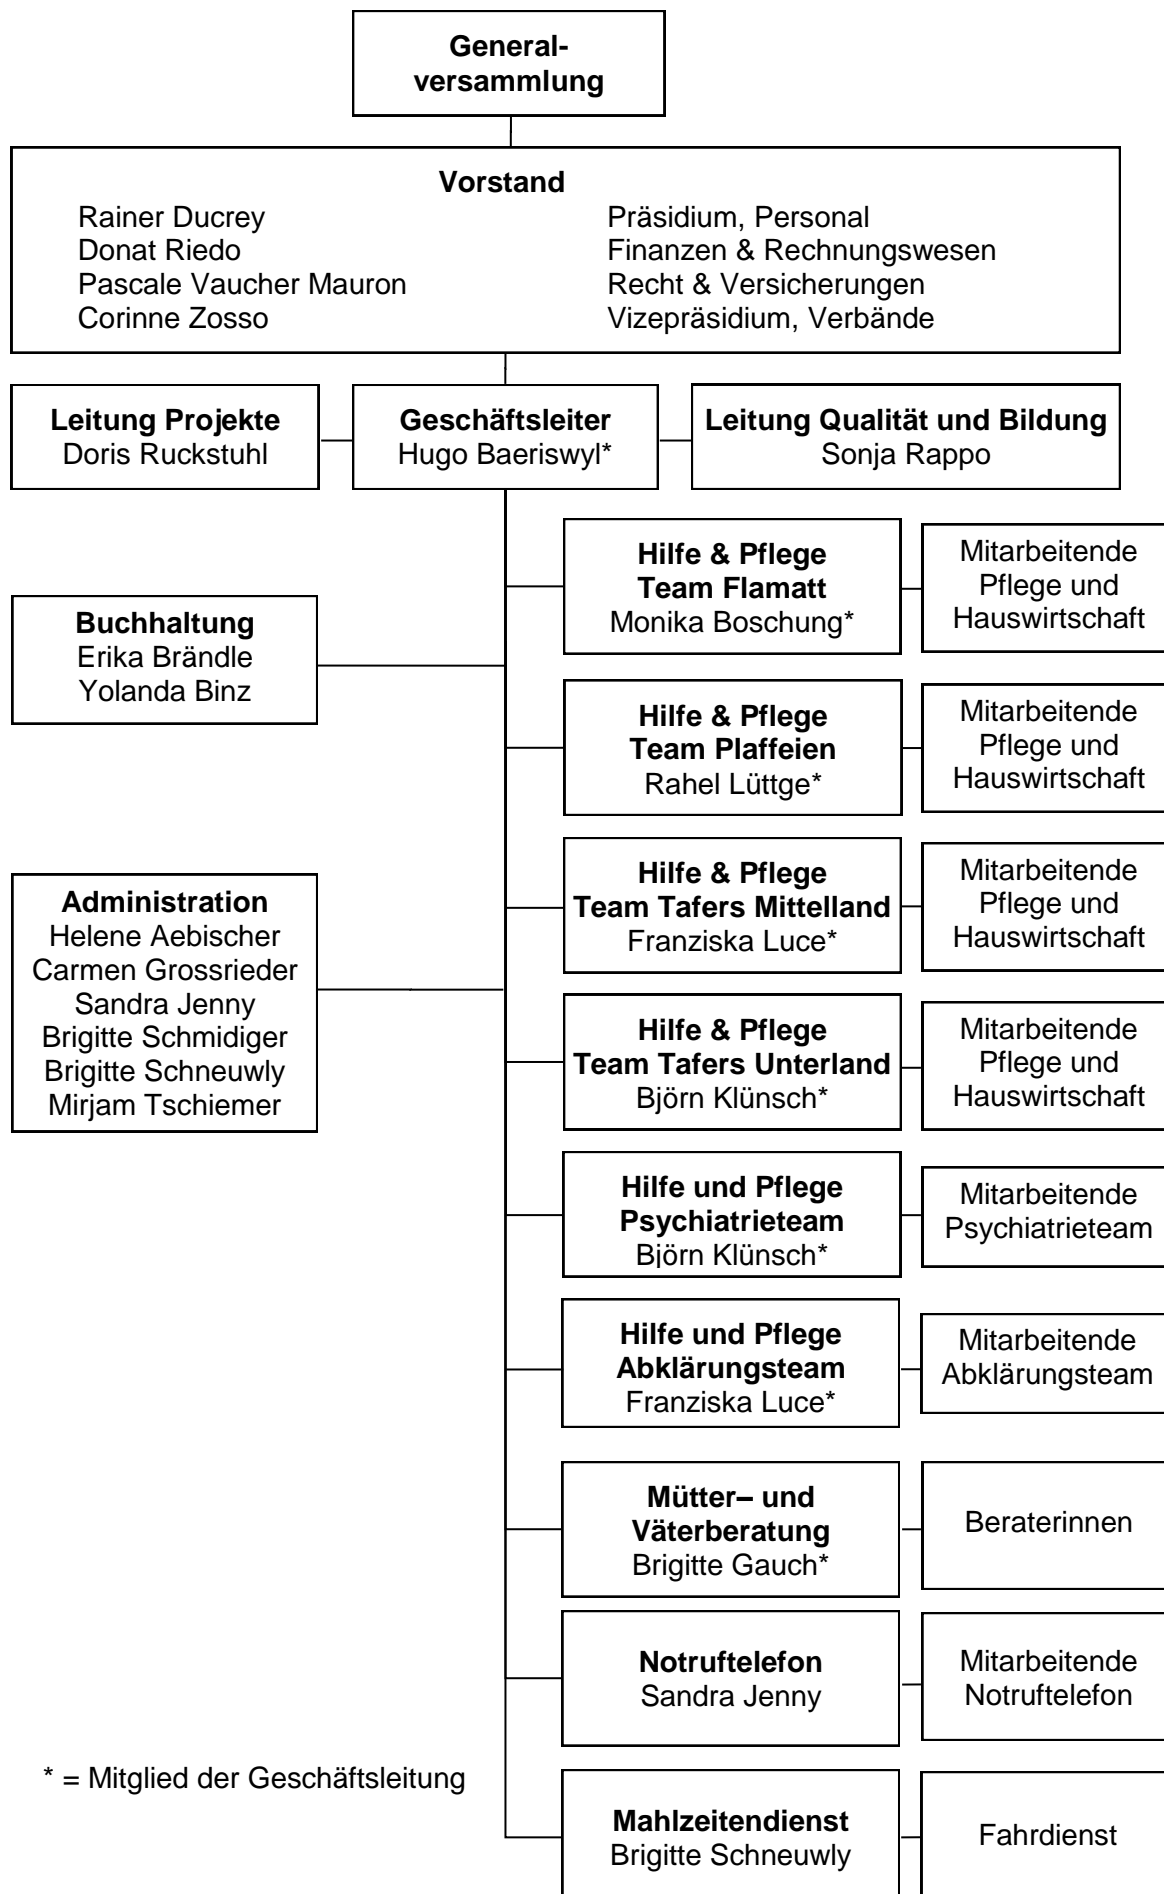 General-
versammlung
Vorstand
Rainer Ducrey Präsidium, Personal
Donat Riedo Finanzen & Rechnungswesen
Pascale Vaucher Mauron Recht & Versicherungen
Corinne Zosso Vizepräsidium, Verbände
Leitung Projekte
Doris Ruckstuhl
Geschäftsleiter
Hugo Baeriswyl*
Leitung Qualität und Bildung
Sonja Rappo
Buchhaltung
Erika Brändle
Yolanda Binz
Administration
Helene Aebischer
Carmen Grossrieder
Sandra Jenny
Brigitte Schmidiger
Brigitte Schneuwly
Mirjam Tschiemer
Hilfe & Pflege
Team Flamatt
Monika Boschung*
Mitarbeitende
Pflege und
Hauswirtschaft
Hilfe & Pflege
Team Plaffeien
Rahel Lüttge*
Mitarbeitende
Pflege und
Hauswirtschaft
Hilfe & Pflege
Team Tafers Mittelland
Franziska Luce*
Mitarbeitende
Pflege und
Hauswirtschaft
Hilfe & Pflege
Team Tafers Unterland
Björn Klünsch*
Mitarbeitende
Pflege und
Hauswirtschaft
Hilfe und Pflege
Psychiatrieteam
Björn Klünsch*
Mitarbeitende
Psychiatrieteam
Hilfe und Pflege
Abklärungsteam
Franziska Luce*
Mitarbeitende
Abklärungsteam
Mütter– und
Väterberatung
Brigitte Gauch*
Beraterinnen
Notruftelefon
Sandra Jenny
Mitarbeitende
Notruftelefon
* = Mitglied der Geschäftsleitung
Mahlzeitendienst
Brigitte Schneuwly
Fahrdienst